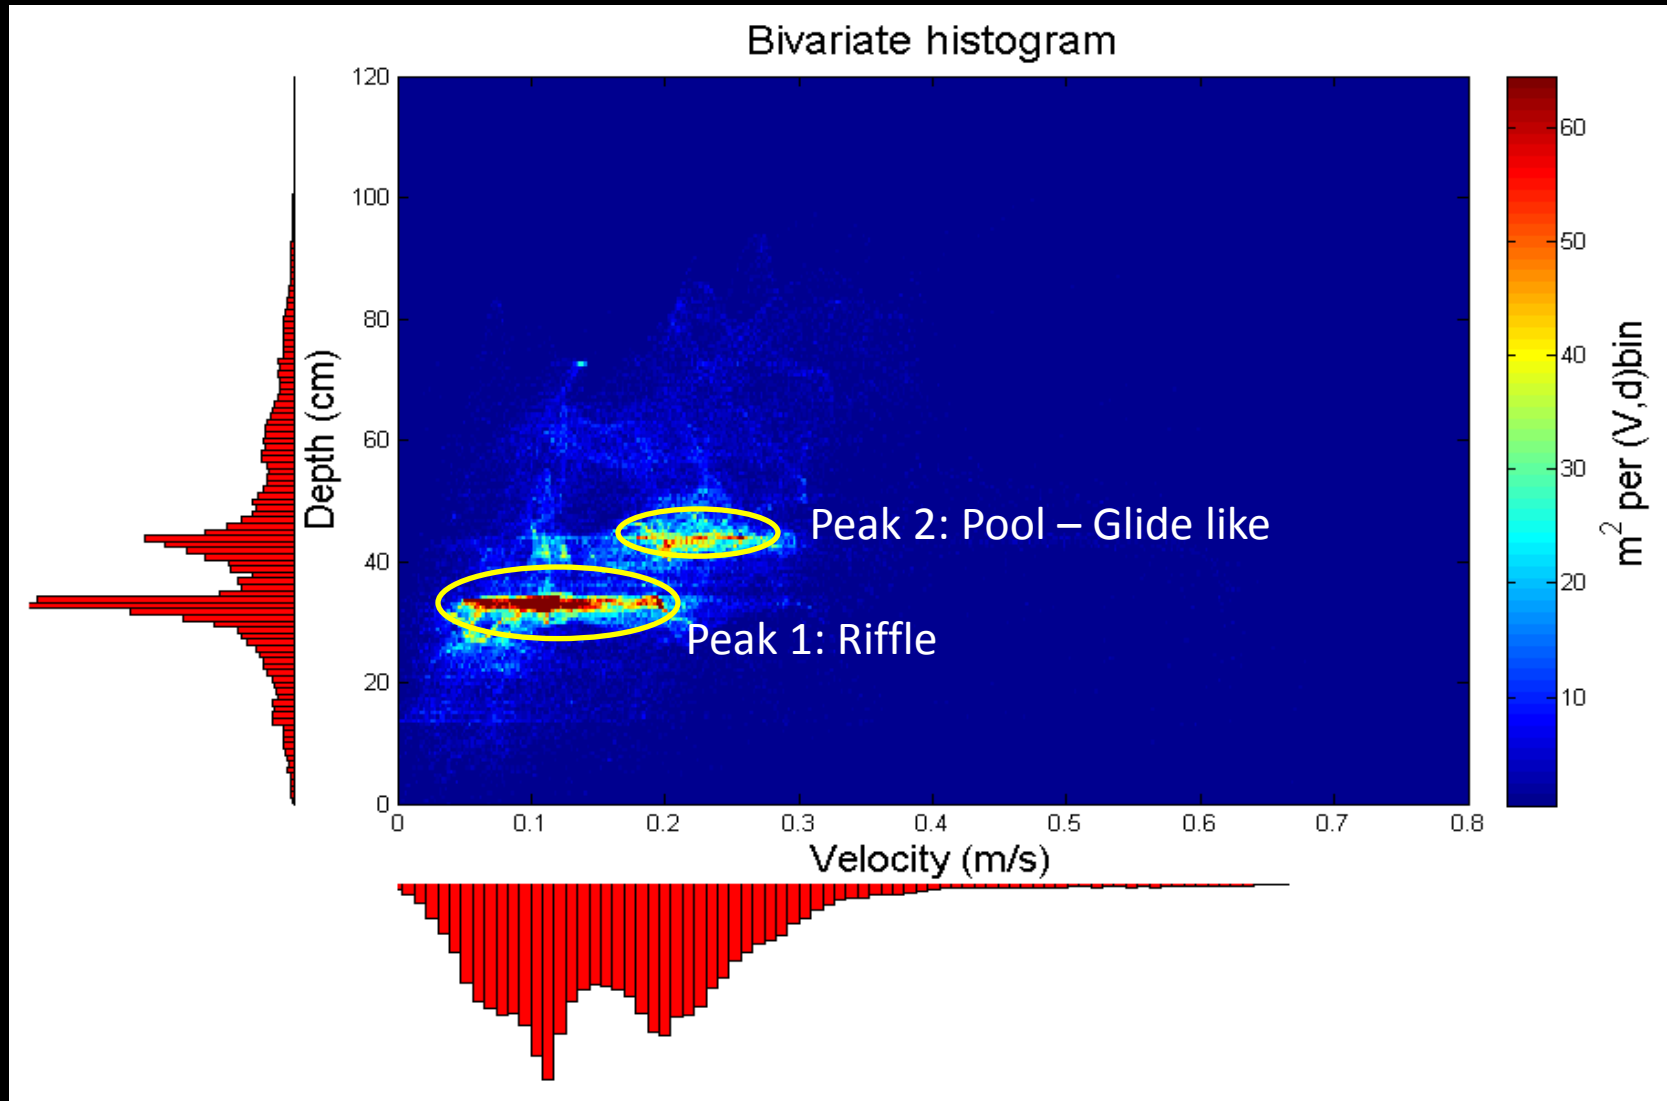 Bivariate histogram
120
100
80
60
40
20
0
Depth (cm)
Peak 2: Pool – Glide like
Peak 1: Riffle
0 0.1 0.2 0.3 0.4 0.5 0.6 0.7 0.8
Velocity (m/s)
60
50
40
30
20
10
m² per (V,d)bin